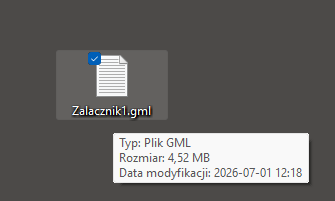 Zalacznik1.gml
Typ: Plik GML
Rozmiar: 4,52 MB
Data modyfikacji: 2026-07-01 12:18